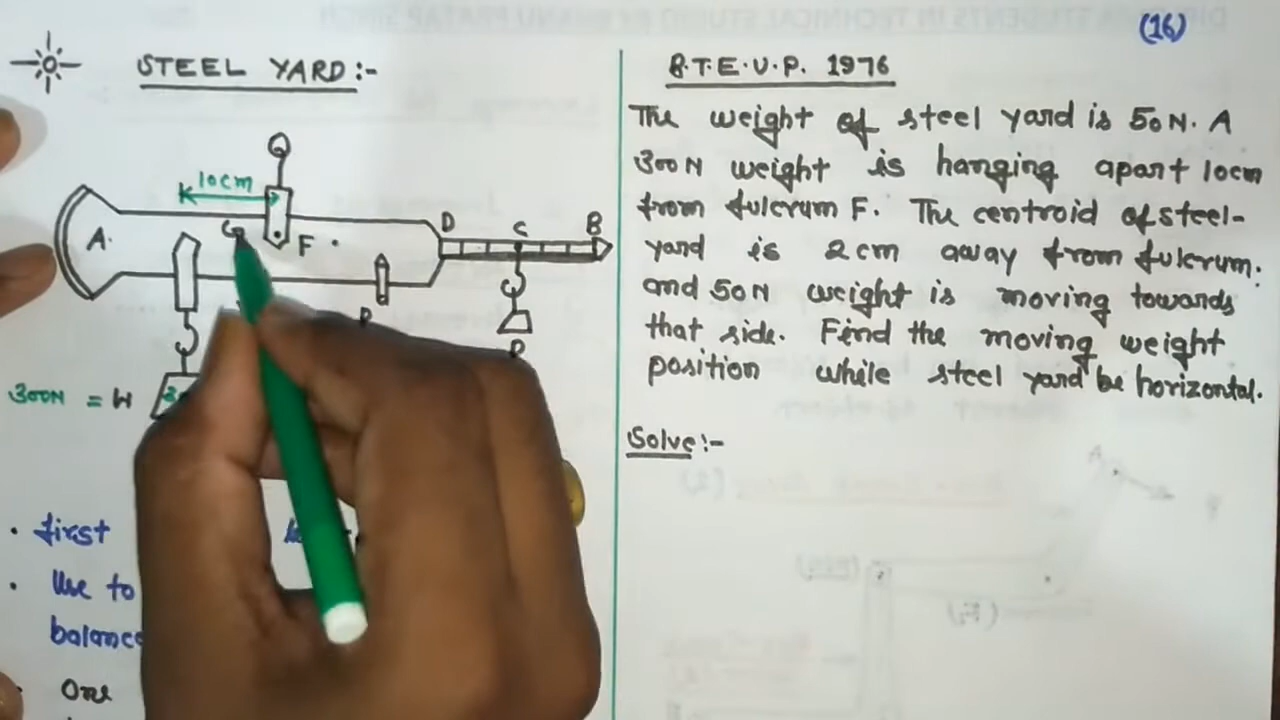 (16)
STEEL YARD:-
10cm
A
G
F
D
C
B
P
P
300N = W
. first
. Use to
balance
. One
B.T.E.U.P. 1976
The weight of steel yard is 50N. A
300N weight is hanging apart 10cm
from fulcrum F. The centroid of steel-
yard is 2cm away from fulcrum.
and 50N weight is moving towards
that side. Find the moving weight
position while steel yard be horizontal.
Solve:-